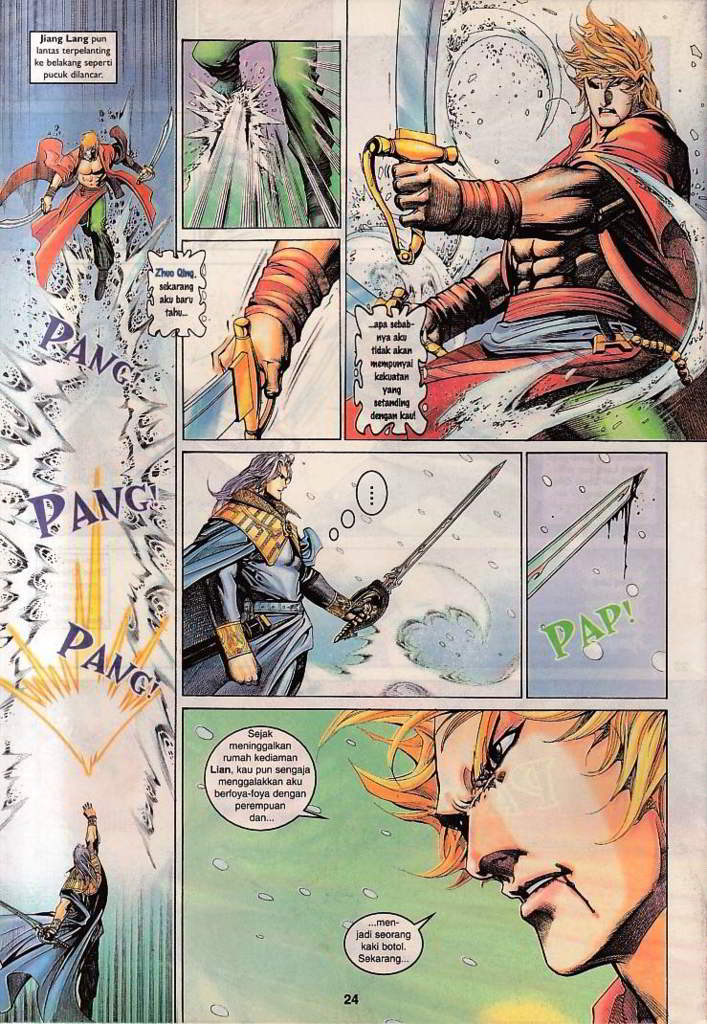 Jiang Lang pun
lantas terpelanting
ke belakang seperti
pucuk dilancar.
Zhuo Qing,
sekarang
aku baru
tahu...
...apa sebab-
nya aku
tidak akan
mempunyai
kekuatan
yang
setanding
dengan kau!
PANG
PANG!
PANG!
....
PAP!
Sejak
meninggalkan
rumah kediaman
Lian, kau pun sengaja
menggalakkan aku
berfoya-foya dengan
perempuan
dan...
...men-
jadi seorang
kaki botol.
Sekarang...
24